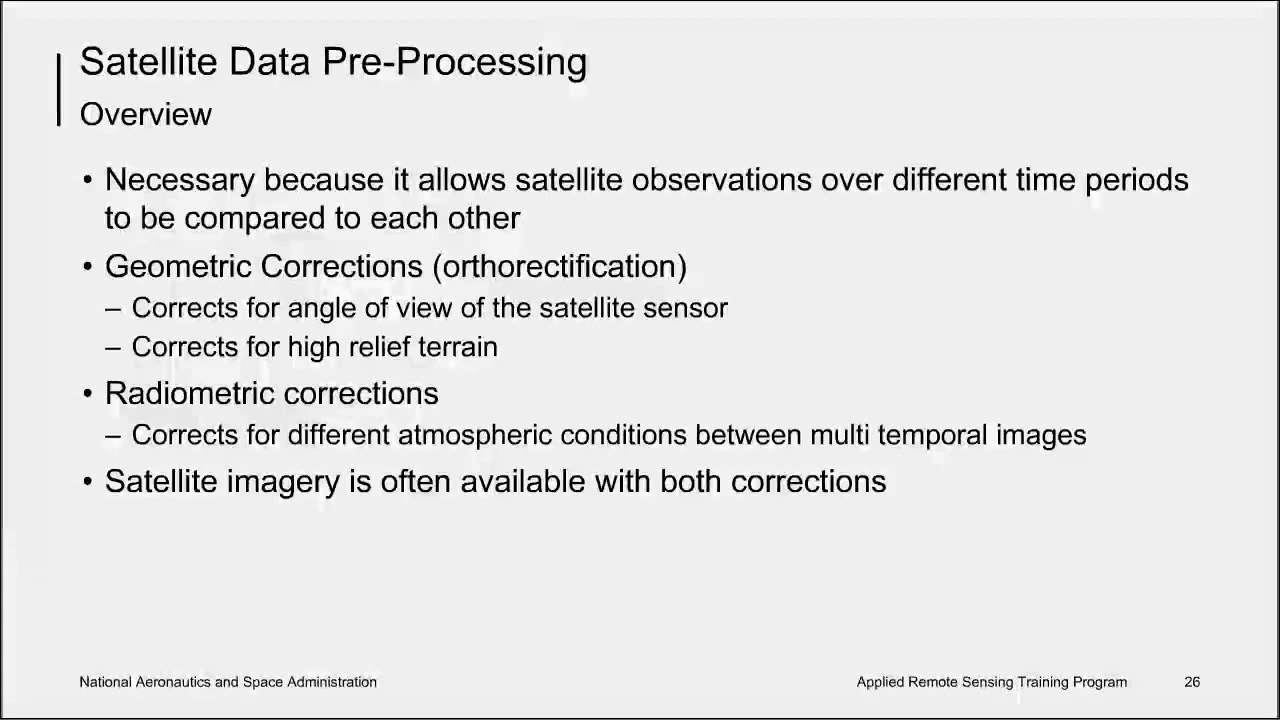 Satellite Data Pre-Processing
Overview
• Necessary because it allows satellite observations over different time periods
to be compared to each other
• Geometric Corrections (orthorectification)
– Corrects for angle of view of the satellite sensor
– Corrects for high relief terrain
• Radiometric corrections
– Corrects for different atmospheric conditions between multi temporal images
• Satellite imagery is often available with both corrections
National Aeronautics and Space Administration
Applied Remote Sensing Training Program
26